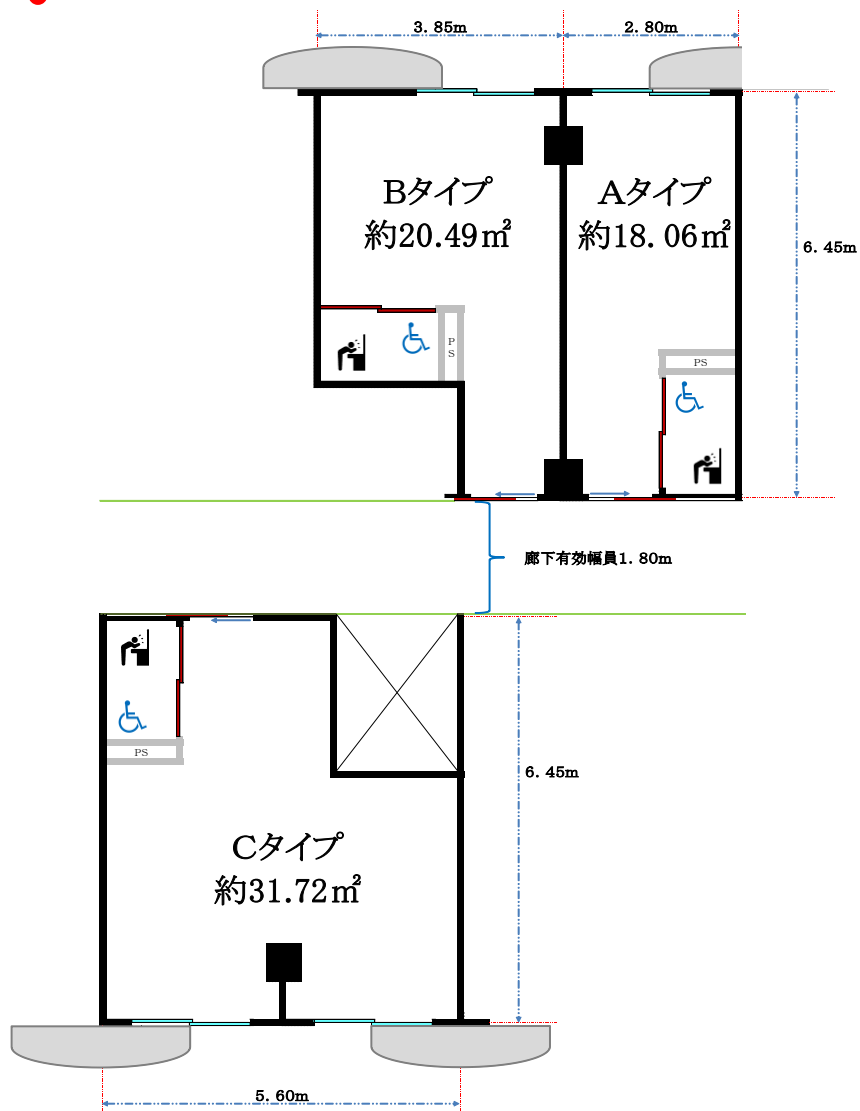 3．85m
2．80m
Bタイプ
約20.49㎡
Aタイプ
約18．06㎡
6．45m
PS
PS
廊下有効幅員1．80m
PS
6．45m
Cタイプ
約31.72㎡
5．60m